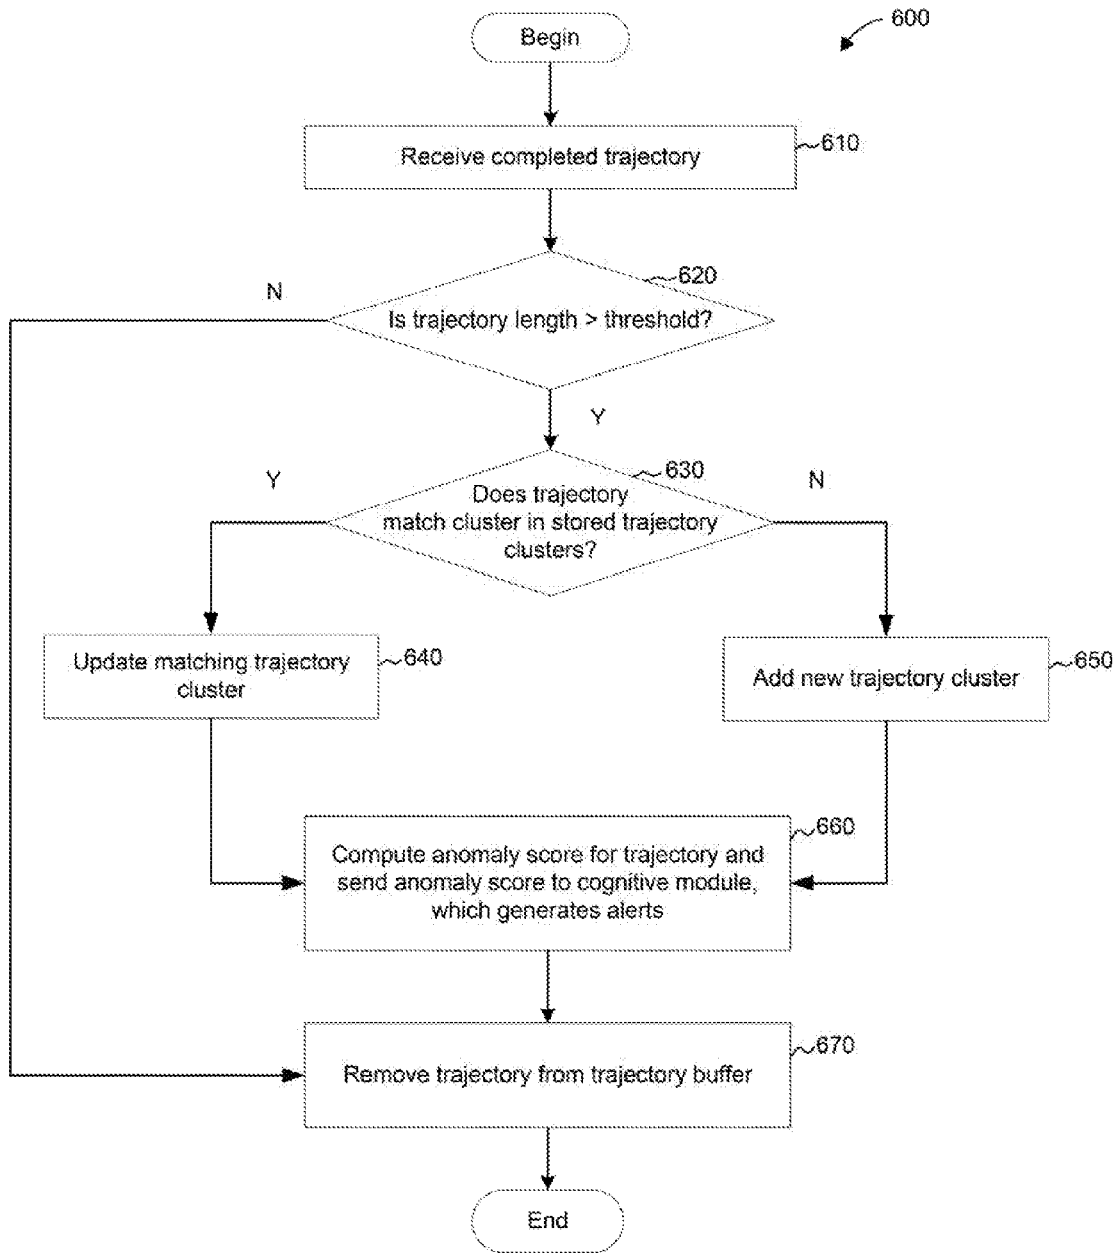 600
Begin
Receive completed trajectory
610
620
N
Is trajectory length > threshold?
Y
630
Y
N
Does trajectory
match cluster in stored trajectory
clusters?
Update matching trajectory
cluster
640
Add new trajectory cluster
650
660
Compute anomaly score for trajectory and
send anomaly score to cognitive module,
which generates alerts
670
Remove trajectory from trajectory buffer
End